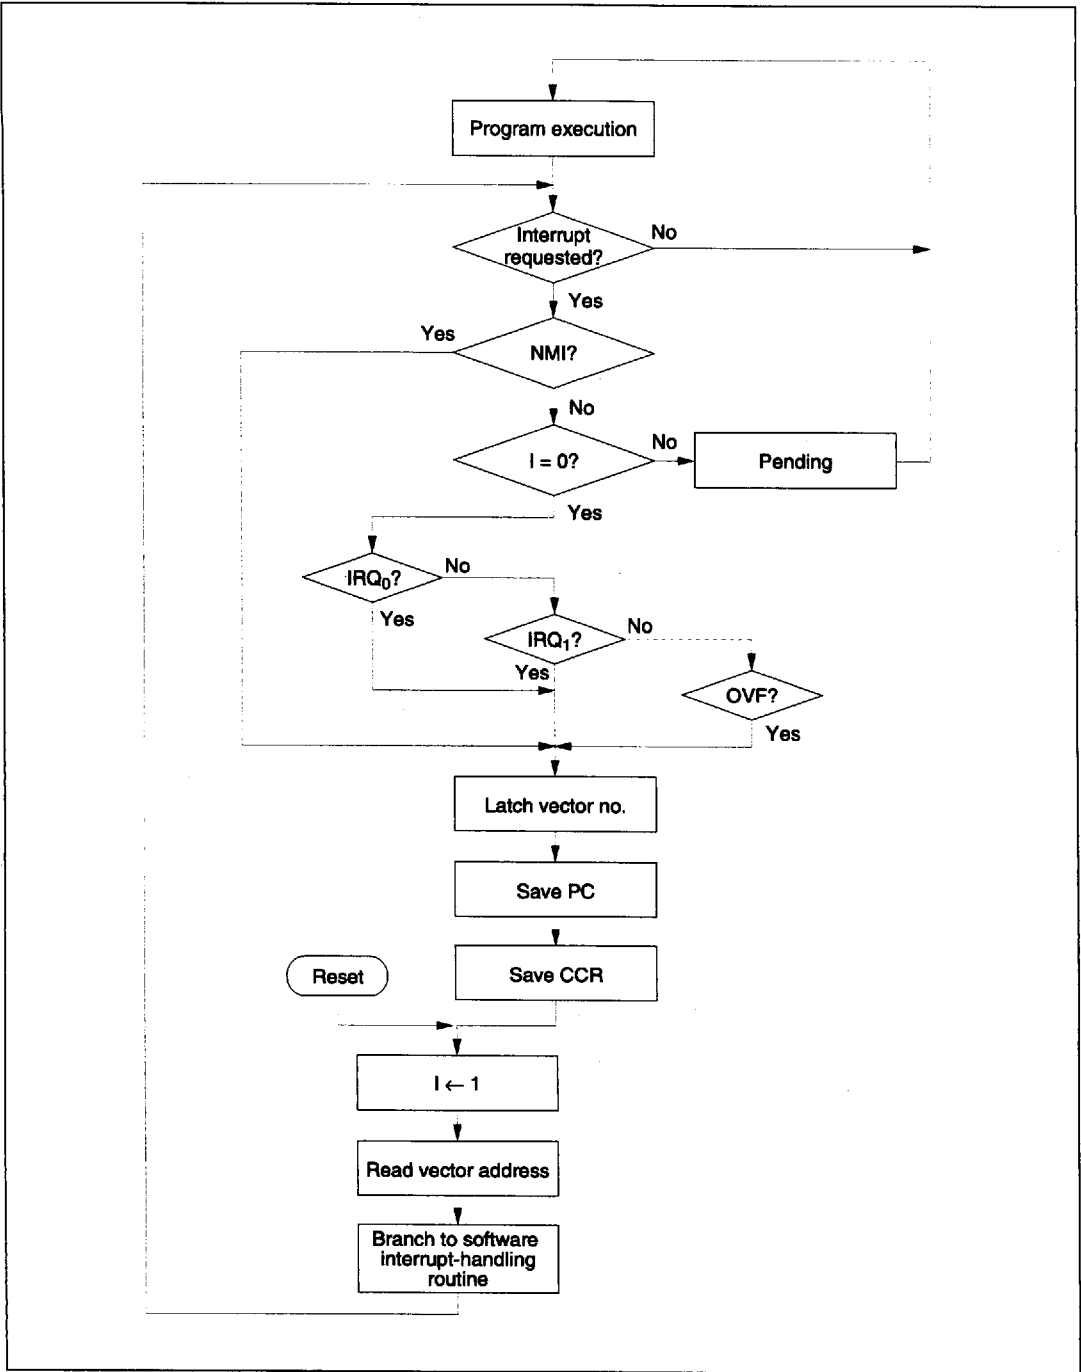 Program execution
Interrupt
requested?
No
Yes
Yes
NMI?
No
I = 0?
No
Pending
Yes
IRQ₀?
No
Yes
IRQ₁?
No
Yes
OVF?
Yes
Latch vector no.
Save PC
Save CCR
Reset
I ← 1
Read vector address
Branch to software
interrupt-handling
routine